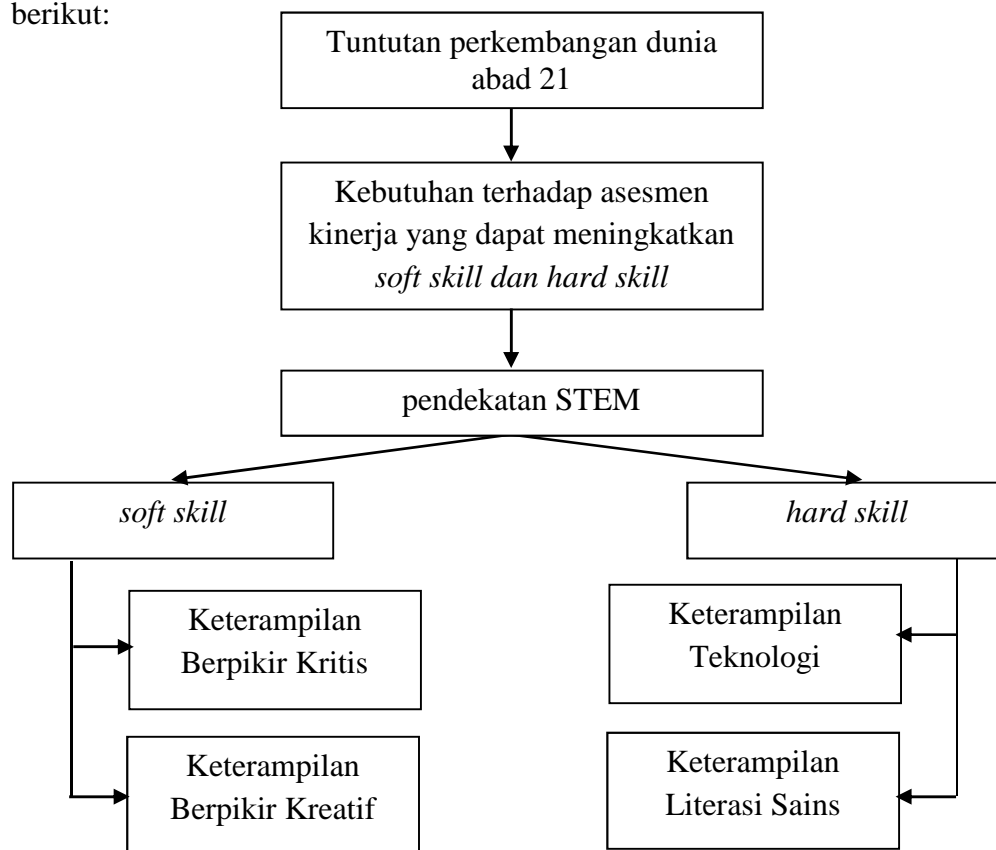 berikut:
Tuntutan perkembangan dunia
abad 21
Kebutuhan terhadap asesmen
kinerja yang dapat meningkatkan
soft skill dan hard skill
pendekatan STEM
soft skill
hard skill
Keterampilan
Berpikir Kritis
Keterampilan
Teknologi
Keterampilan
Berpikir Kreatif
Keterampilan
Literasi Sains